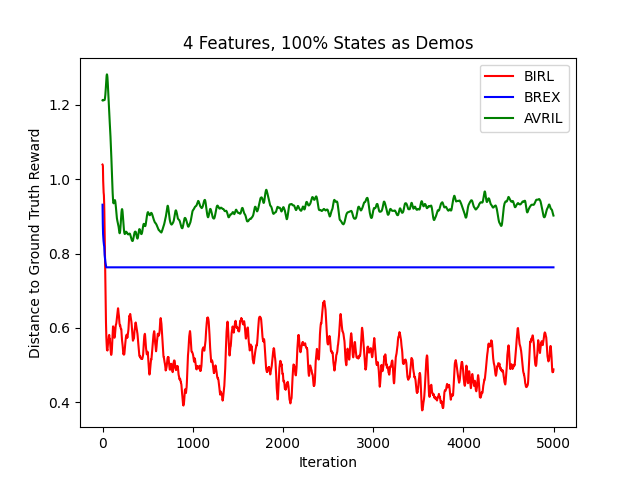 4 Features, 100% States as Demos
BIRL
BREX
AVRIL
Distance to Ground Truth Reward
1.2
1.0
0.8
0.6
0.4
0
1000
2000
3000
4000
5000
Iteration